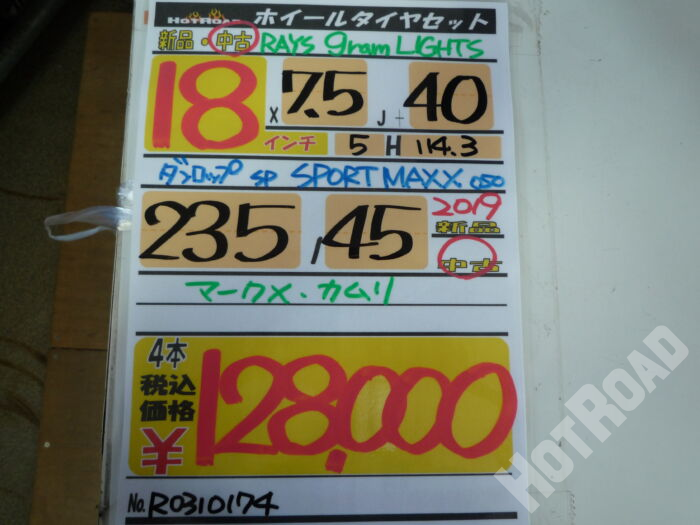 HOTROAD ホイールタイヤセット
新品・中古 RAYS gram LIGHTS
18 x 7.5 J + 40
インチ 5 H 114.3
ダンロップ SP SPORT MAXX 050
235 / 45 2019
新品
中古
マークX・カムリ
4本
税込
価格
¥ 128,000
No. R0310174
HOTROAD